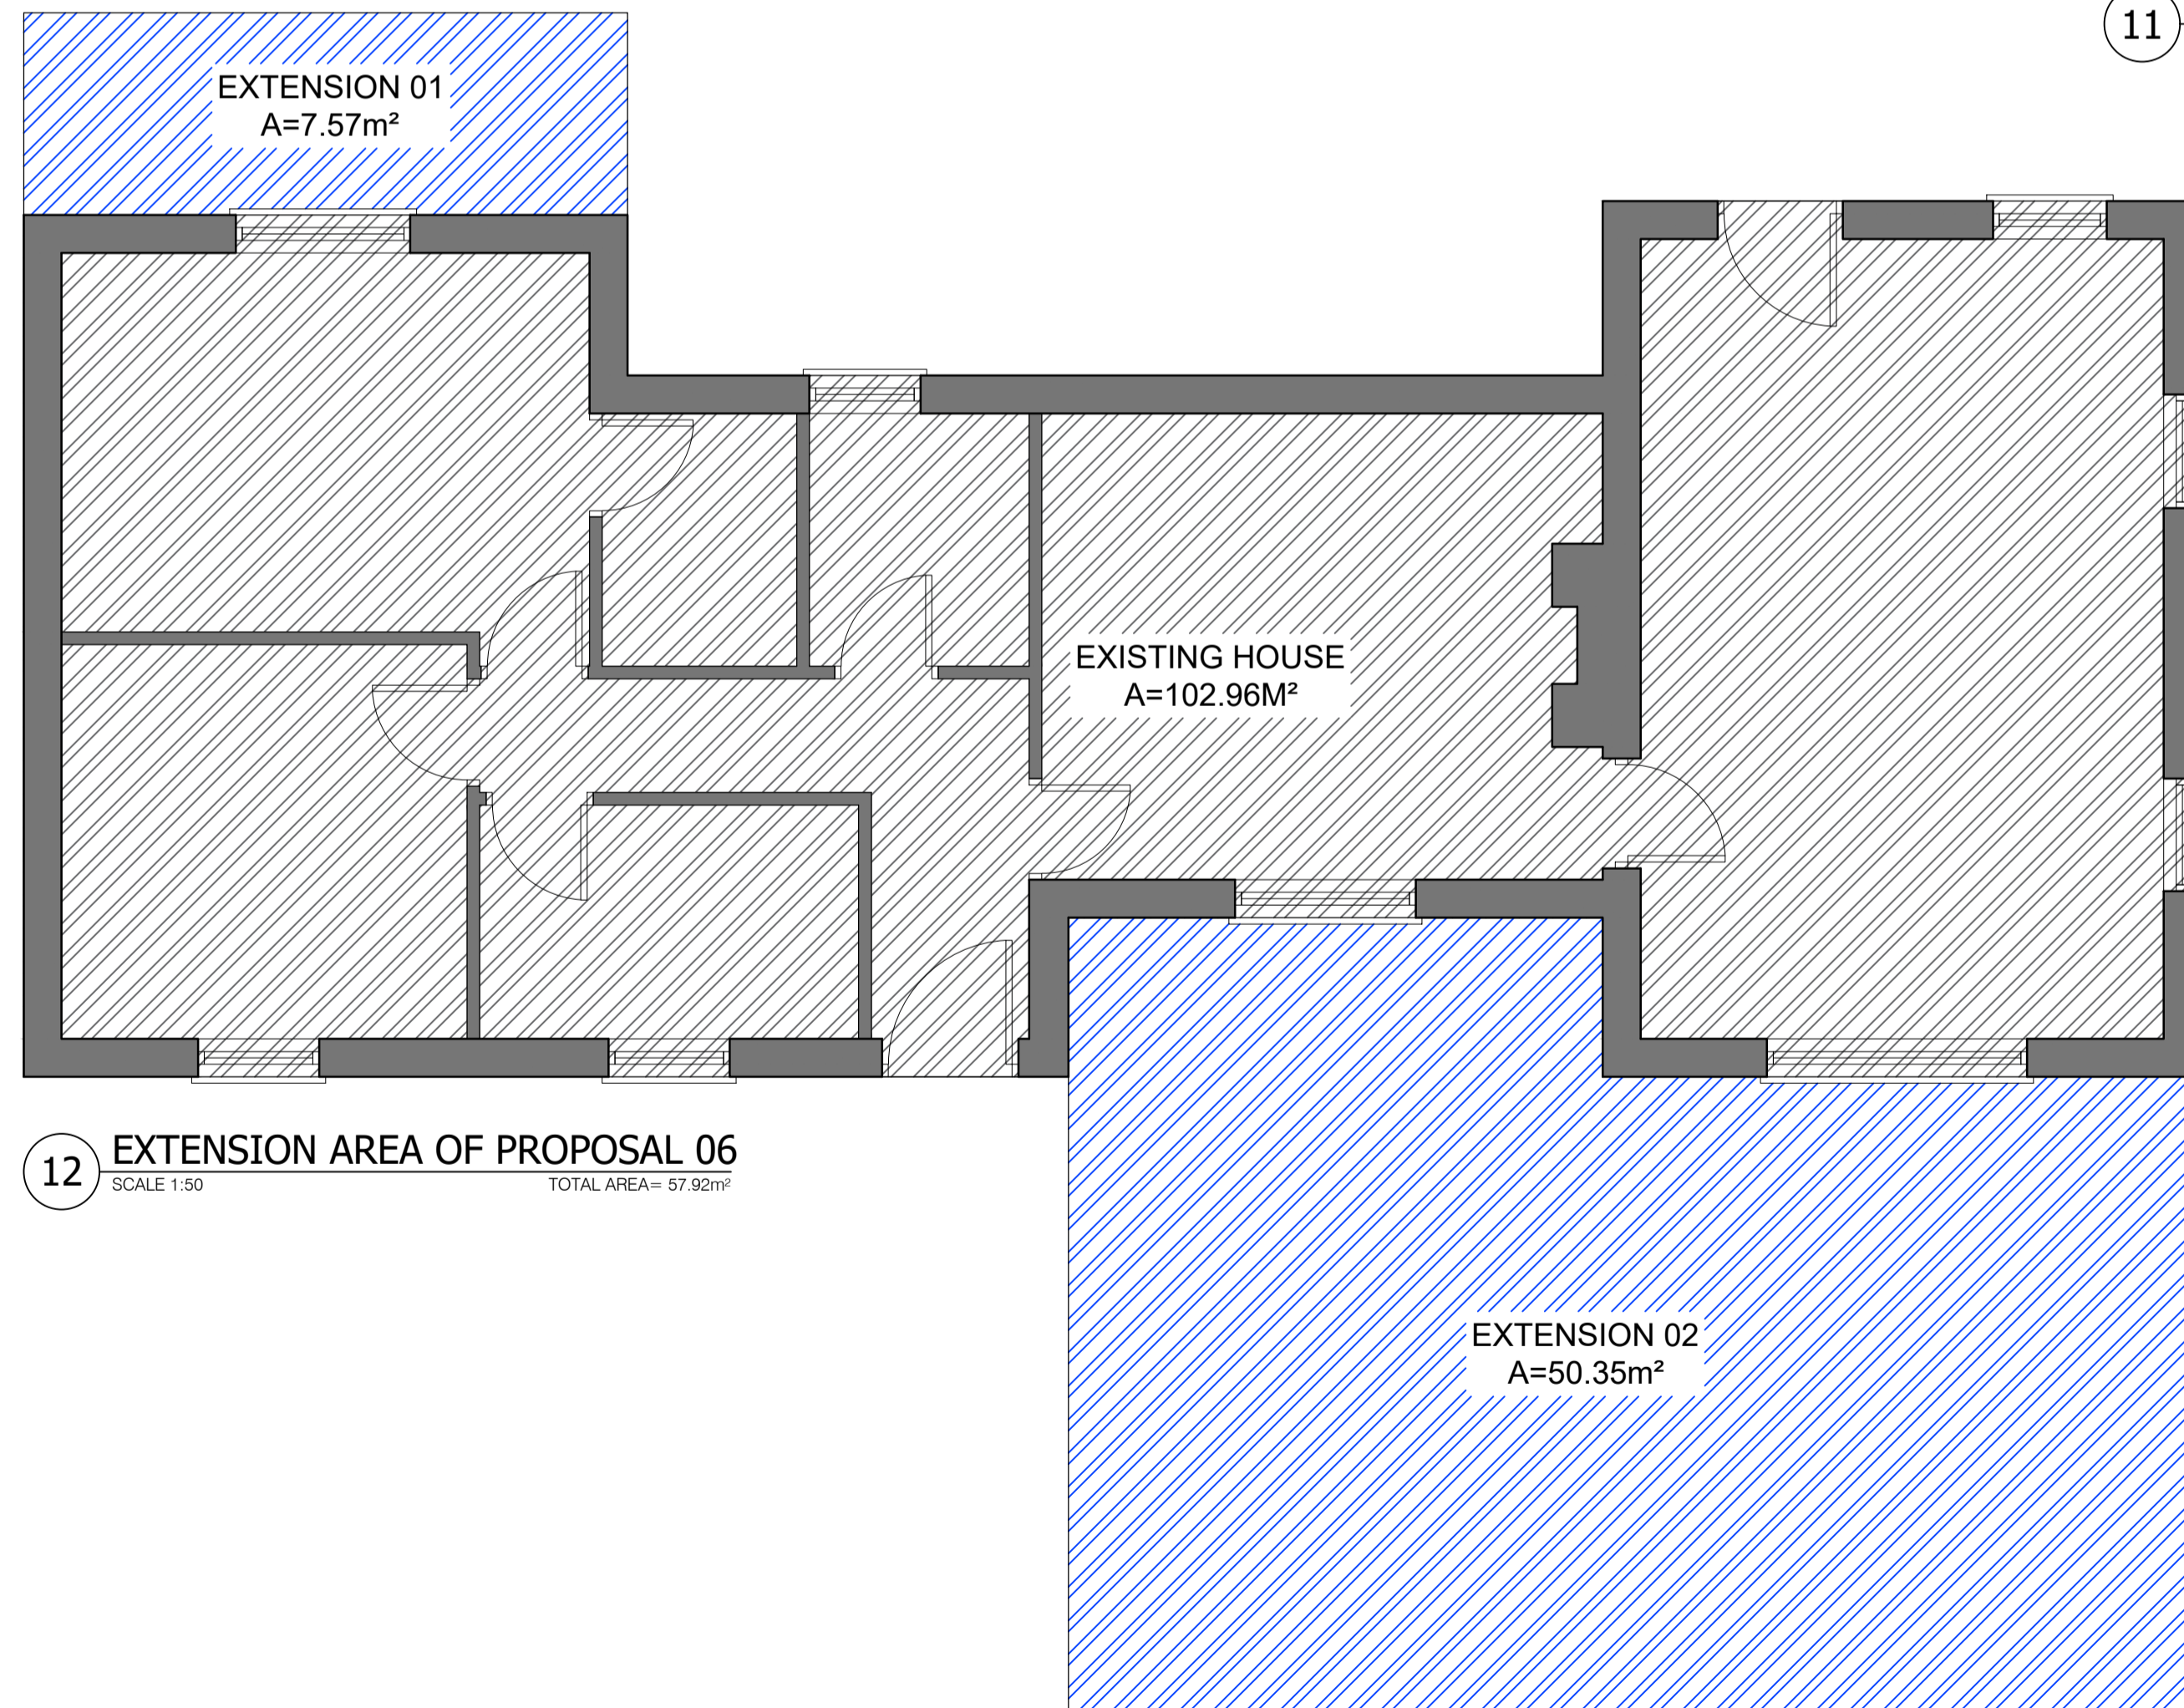 11
EXTENSION 01
A=7.57m²
EXISTING HOUSE
A=102.96M²
12
EXTENSION AREA OF PROPOSAL 06
SCALE 1:50
TOTAL AREA= 57.92m²
EXTENSION 02
A=50.35m²